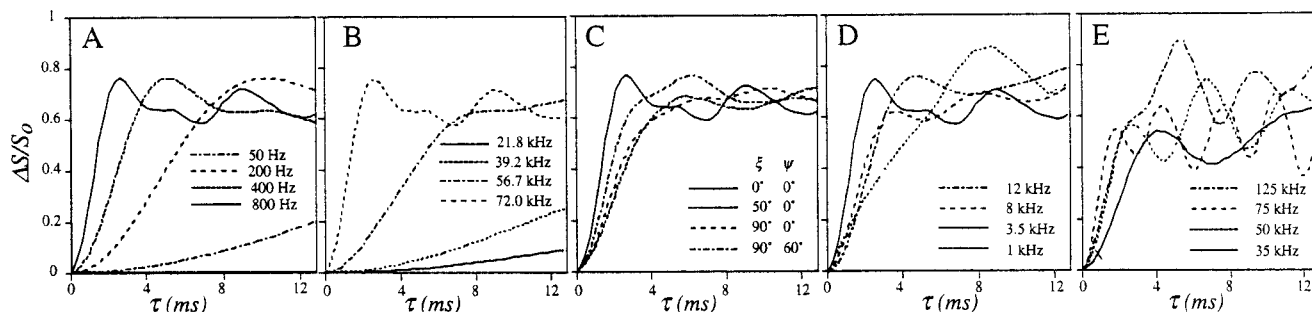 A
B
C
D
E
1
0.8
0.6
0.4
0.2
0
ΔS/So
50 Hz
200 Hz
400 Hz
800 Hz
21.8 kHz
39.2 kHz
56.7 kHz
72.0 kHz
ξ ψ
0° 0°
50° 0°
90° 0°
90° 60°
12 kHz
8 kHz
3.5 kHz
1 kHz
125 kHz
75 kHz
50 kHz
35 kHz
0 4 8 12
4 8 12
0 4 8 12
0 4 8 12
0 4 8 12
τ (ms)
τ (ms)
τ (ms)
τ (ms)
τ (ms)